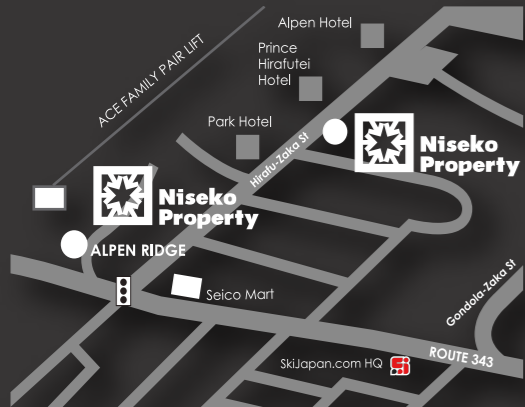 Alpen Hotel
Prince
Hirafutei
Hotel
ACE FAMILY PAIR LIFT
Park Hotel
Hirafu-Zaka St
Niseko
Property
Niseko
Property
ALPEN RIDGE
Seico Mart
Gondola-Zaka St
ROUTE 343
SkiJapan.com HQ